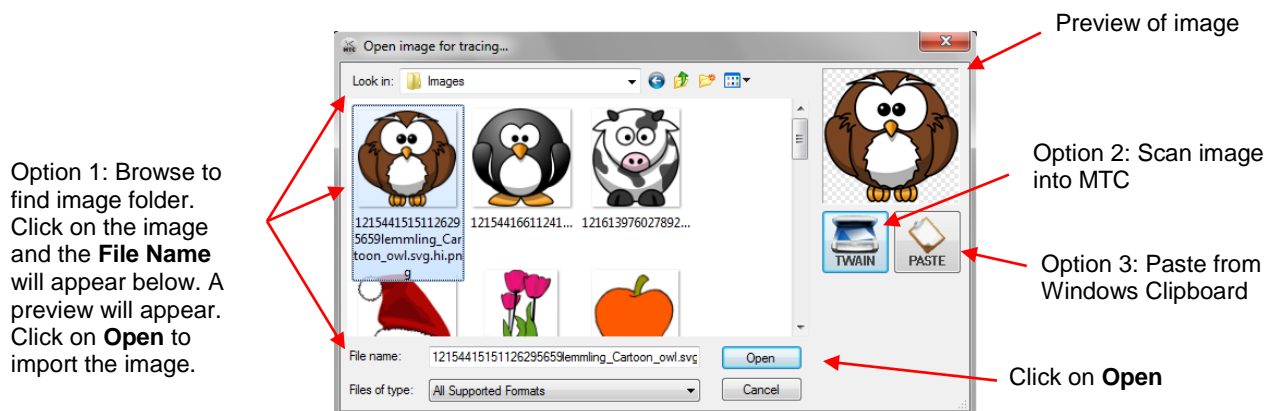 Preview of image
MTC Open image for tracing...
Look in: Images
Option 1: Browse to
find image folder.
Click on the image
and the File Name
will appear below. A
preview will appear.
Click on Open to
import the image.
1215441515112629
5659lemmling_Car
toon_owl.svg.hi.pn
g
12154416611241...
121613976027892...
Option 2: Scan image
into MTC
TWAIN
PASTE
Option 3: Paste from
Windows Clipboard
File name: 12154415151126295659lemmling_Cartoon_owl.svg
Open
Files of type: All Supported Formats
Cancel
Click on Open